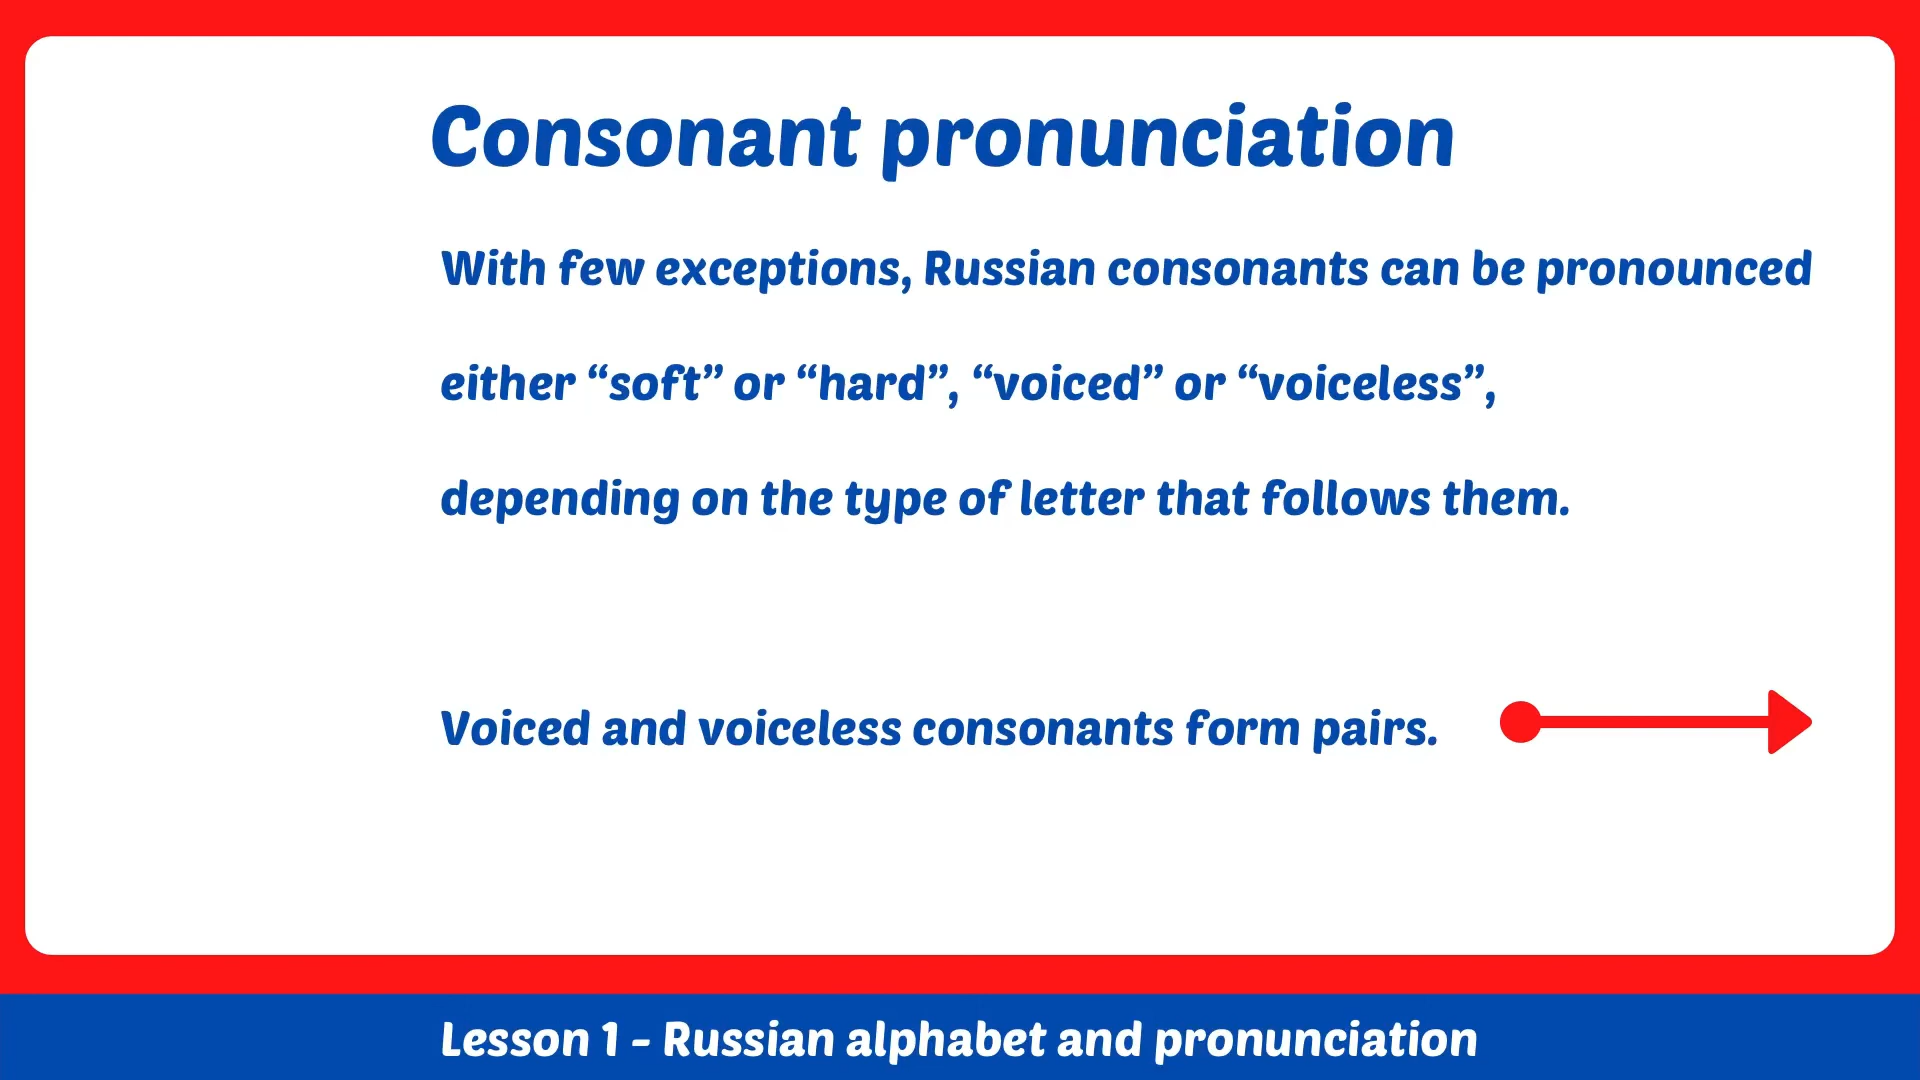 Consonant pronunciation
With few exceptions, Russian consonants can be pronounced
either “soft” or “hard”, “voiced” or “voiceless”,
depending on the type of letter that follows them.
Voiced and voiceless consonants form pairs.
Lesson 1 - Russian alphabet and pronunciation